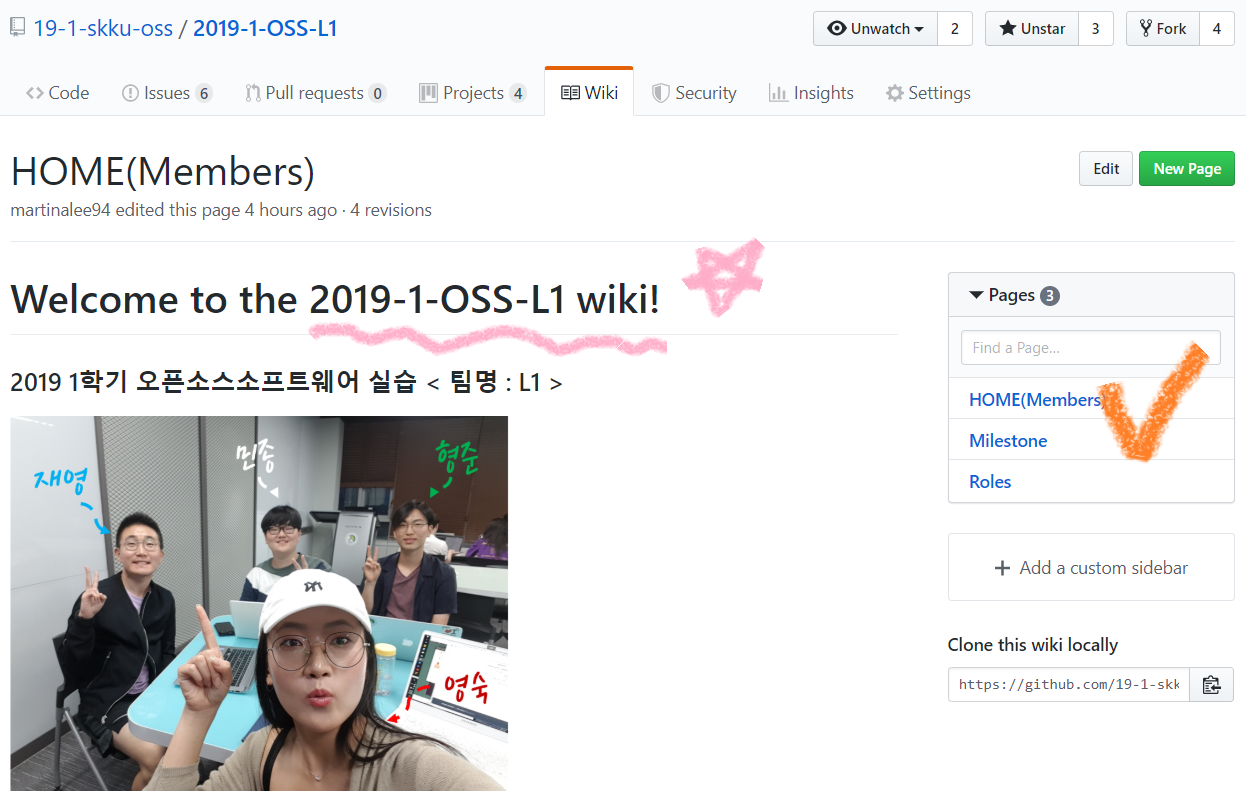 19-1-skku-oss / 2019-1-OSS-L1
Unwatch 2
Unstar 3
Fork 4
Code
Issues 6
Pull requests 0
Projects 4
Wiki
Security
Insights
Settings
HOME(Members)
Edit
New Page
martinalee94 edited this page 4 hours ago · 4 revisions
Welcome to the 2019-1-OSS-L1 wiki!
2019 1학기 오픈소스소프트웨어 실습 < 팀명 : L1 >
재영
민종
형준
영숙
Pages 3
Find a Page...
HOME(Members)
Milestone
Roles
Add a custom sidebar
Clone this wiki locally
https://github.com/19-1-skk